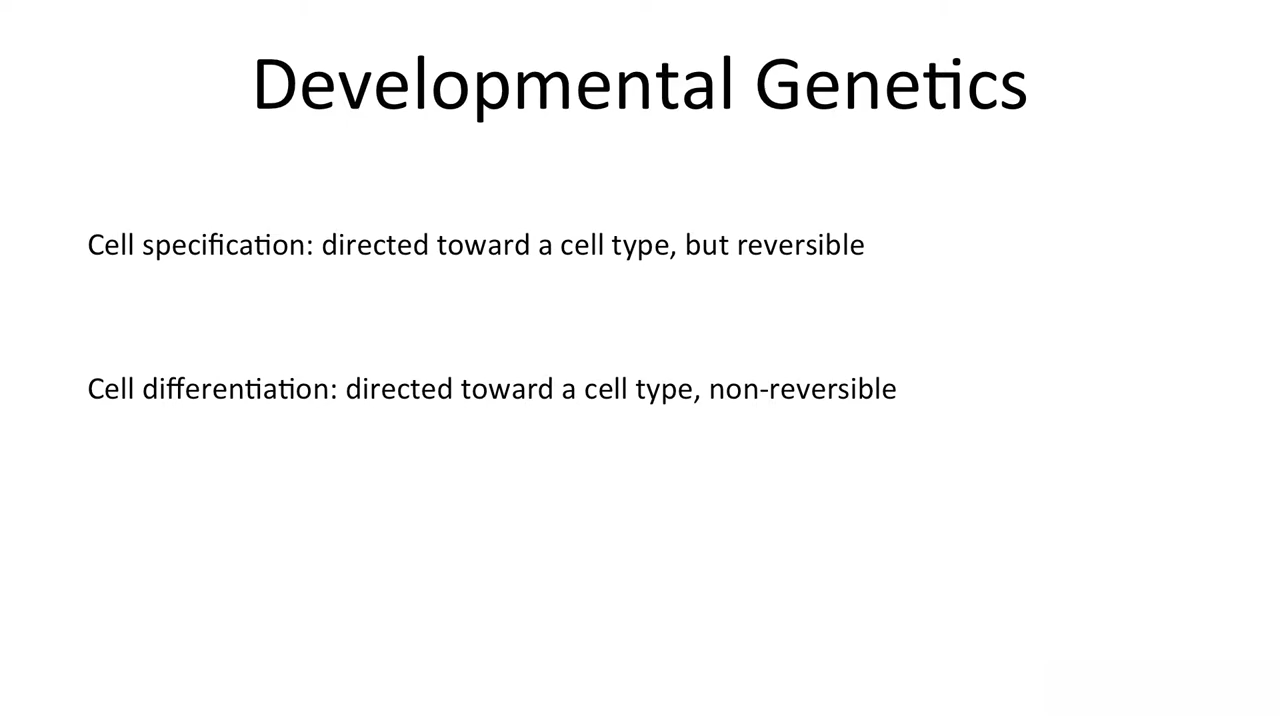 Developmental Genetics
Cell specification: directed toward a cell type, but reversible
Cell differentiation: directed toward a cell type, non-reversible